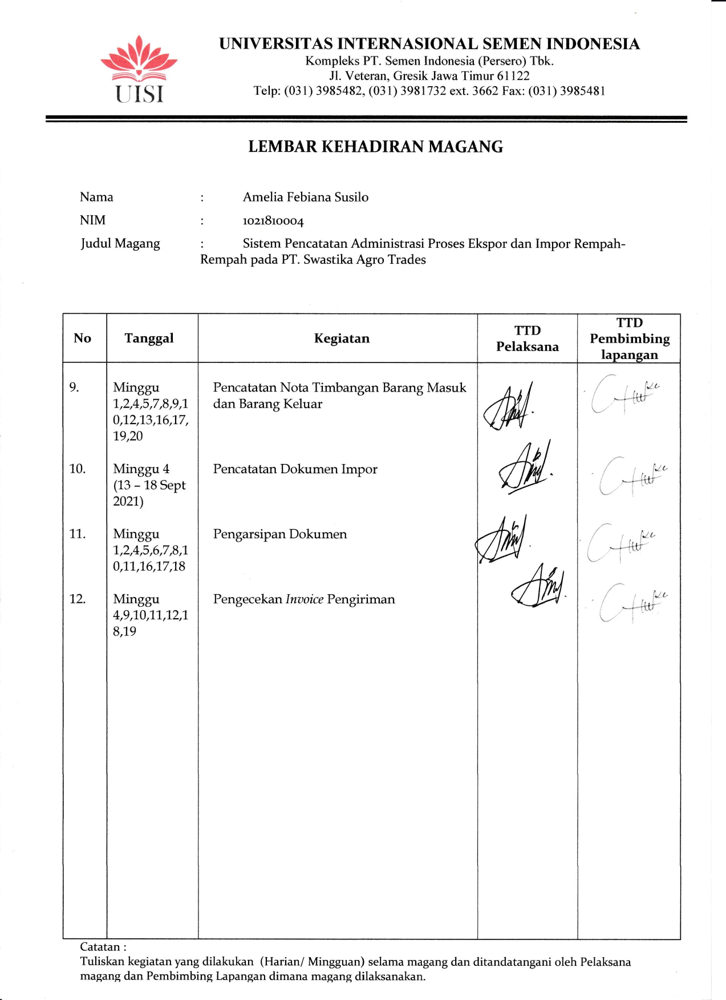 UISI
UNIVERSITAS INTERNASIONAL SEMEN INDONESIA
Kompleks PT. Semen Indonesia (Persero) Tbk.
Jl. Veteran, Gresik Jawa Timur 61122
Telp: (031) 3985482, (031) 3981732 ext. 3662 Fax: (031) 3985481
LEMBAR KEHADIRAN MAGANG
Nama : Amelia Febiana Susilo
NIM : 1021810004
Judul Magang : Sistem Pencatatan Administrasi Proses Ekspor dan Impor Rempah-
Rempah pada PT. Swastika Agro Trades
No Tanggal Kegiatan TTD Pelaksana TTD Pembimbing lapangan
9. Minggu Pencatatan Nota Timbangan Barang Masuk
1,2,4,5,7,8,9,1 dan Barang Keluar
0,12,13,16,17,
19,20
10. Minggu 4 Pencatatan Dokumen Impor
(13 – 18 Sept
2021)
11. Minggu Pengarsipan Dokumen
1,2,4,5,6,7,8,1
0,11,16,17,18
12. Minggu Pengecekan Invoice Pengiriman
4,9,10,11,12,1
8,19
Catatan :
Tuliskan kegiatan yang dilakukan (Harian/ Mingguan) selama magang dan ditandatangani oleh Pelaksana
magang dan Pembimbing Lapangan dimana magang dilaksanakan.